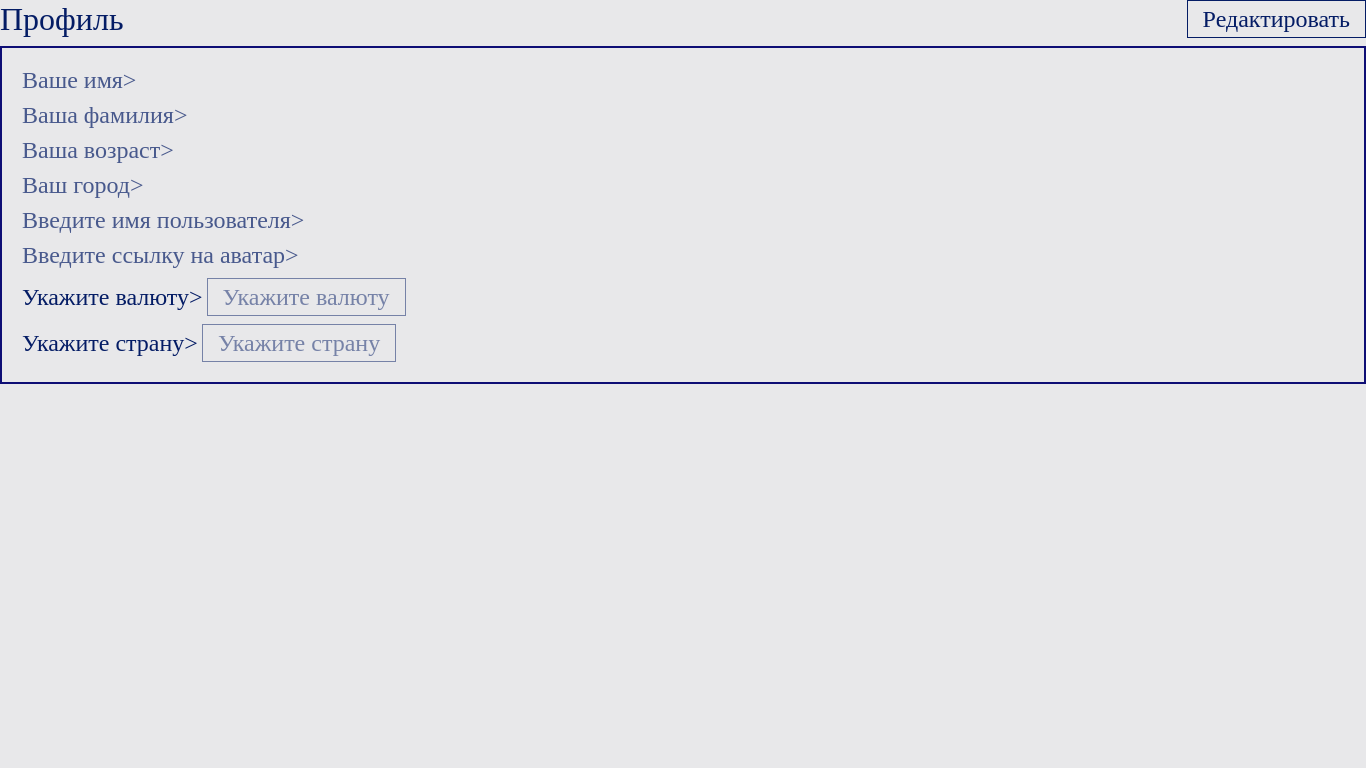 Профиль
Редактировать
Ваше имя>
Ваша фамилия>
Ваша возраст>
Ваш город>
Введите имя пользователя>
Введите ссылку на аватар>
Укажите валюту> Укажите валюту
Укажите страну> Укажите страну